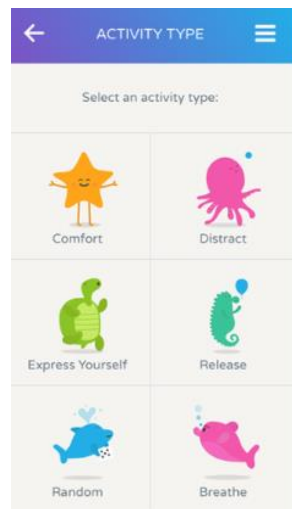 ACTIVITY TYPE
Select an activity type:
Comfort
Distract
Express Yourself
Release
Random
Breathe